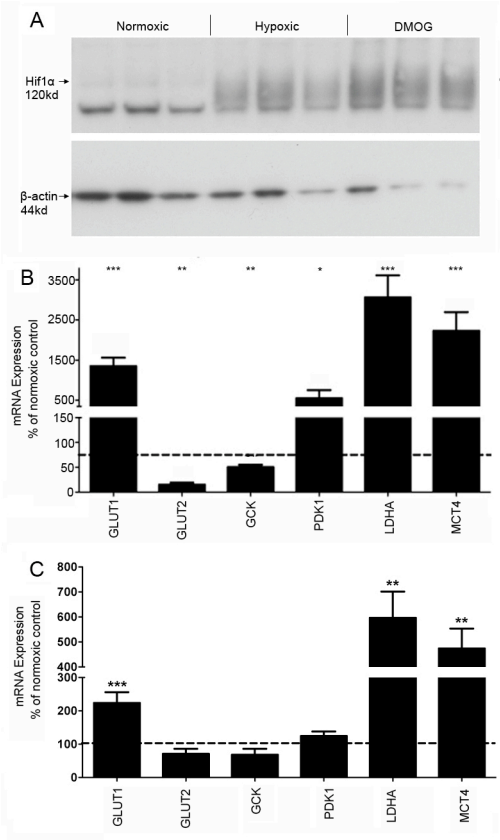 A
Normoxic Hypoxic DMOG
Hif1α
120kd
β-actin
44kd
B
mRNA Expression
% of normoxic control
3500
2500
1500
500
150
100
50
0
*** ** ** * *** ***
GLUT1 GLUT2 GCK PDK1 LDHA MCT4
C
mRNA Expression
% of normoxic control
800
700
600
500
400
300
200
100
0
*** ** **
GLUT1 GLUT2 GCK PDK1 LDHA MCT4